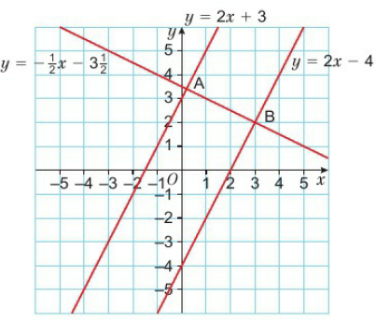 y = 2x + 3
y
5
y = -½x - 3½
y = 2x - 4
4
A
3
2
B
1
-5 -4 -3 -2 -1 O 1 2 3 4 5 x
-1
-2
-3
-4
-5